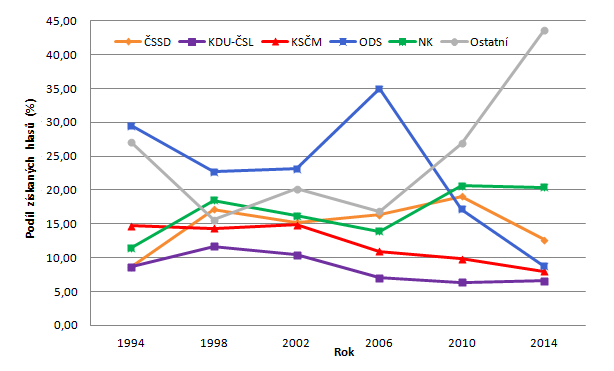 45,00
ČSSD KDU-ČSL KSČM ODS NK Ostatní
40,00
35,00
30,00
25,00
20,00
15,00
10,00
5,00
0,00
Podíl získaných hlasů (%)
1994 1998 2002 2006 2010 2014
Rok